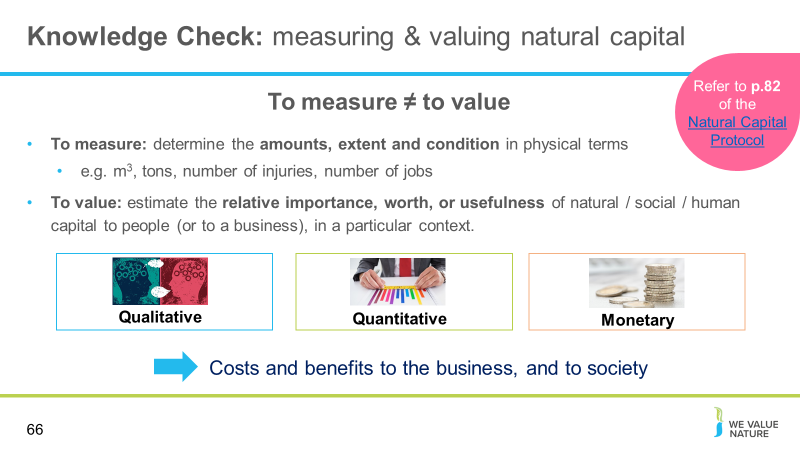 Knowledge Check: measuring & valuing natural capital
Refer to p.82
of the
Natural Capital
Protocol
To measure ≠ to value
• To measure: determine the amounts, extent and condition in physical terms
• e.g. m³, tons, number of injuries, number of jobs
• To value: estimate the relative importance, worth, or usefulness of natural / social / human
capital to people (or to a business), in a particular context.
Qualitative
Quantitative
Monetary
Costs and benefits to the business, and to society
66
WE VALUE
NATURE